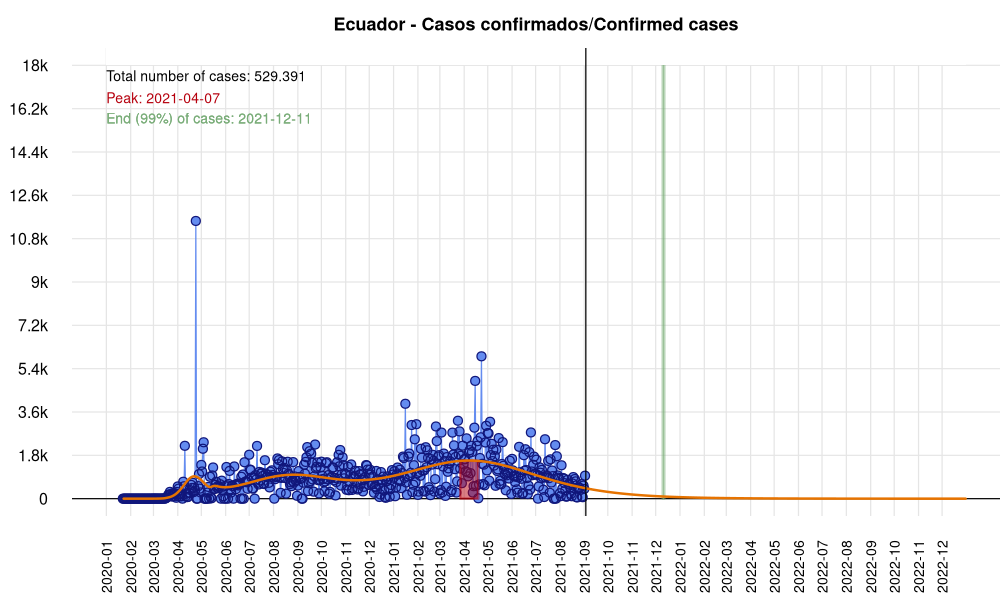 Ecuador - Casos confirmados/Confirmed cases
Total number of cases: 529.391
Peak: 2021-04-07
End (99%) of cases: 2021-12-11
18k
16.2k
14.4k
12.6k
10.8k
9k
7.2k
5.4k
3.6k
1.8k
0
2020-01
2020-02
2020-03
2020-04
2020-05
2020-06
2020-07
2020-08
2020-09
2020-10
2020-11
2020-12
2021-01
2021-02
2021-03
2021-04
2021-05
2021-06
2021-07
2021-08
2021-09
2021-10
2021-11
2021-12
2022-01
2022-02
2022-03
2022-04
2022-05
2022-06
2022-07
2022-08
2022-09
2022-10
2022-11
2022-12